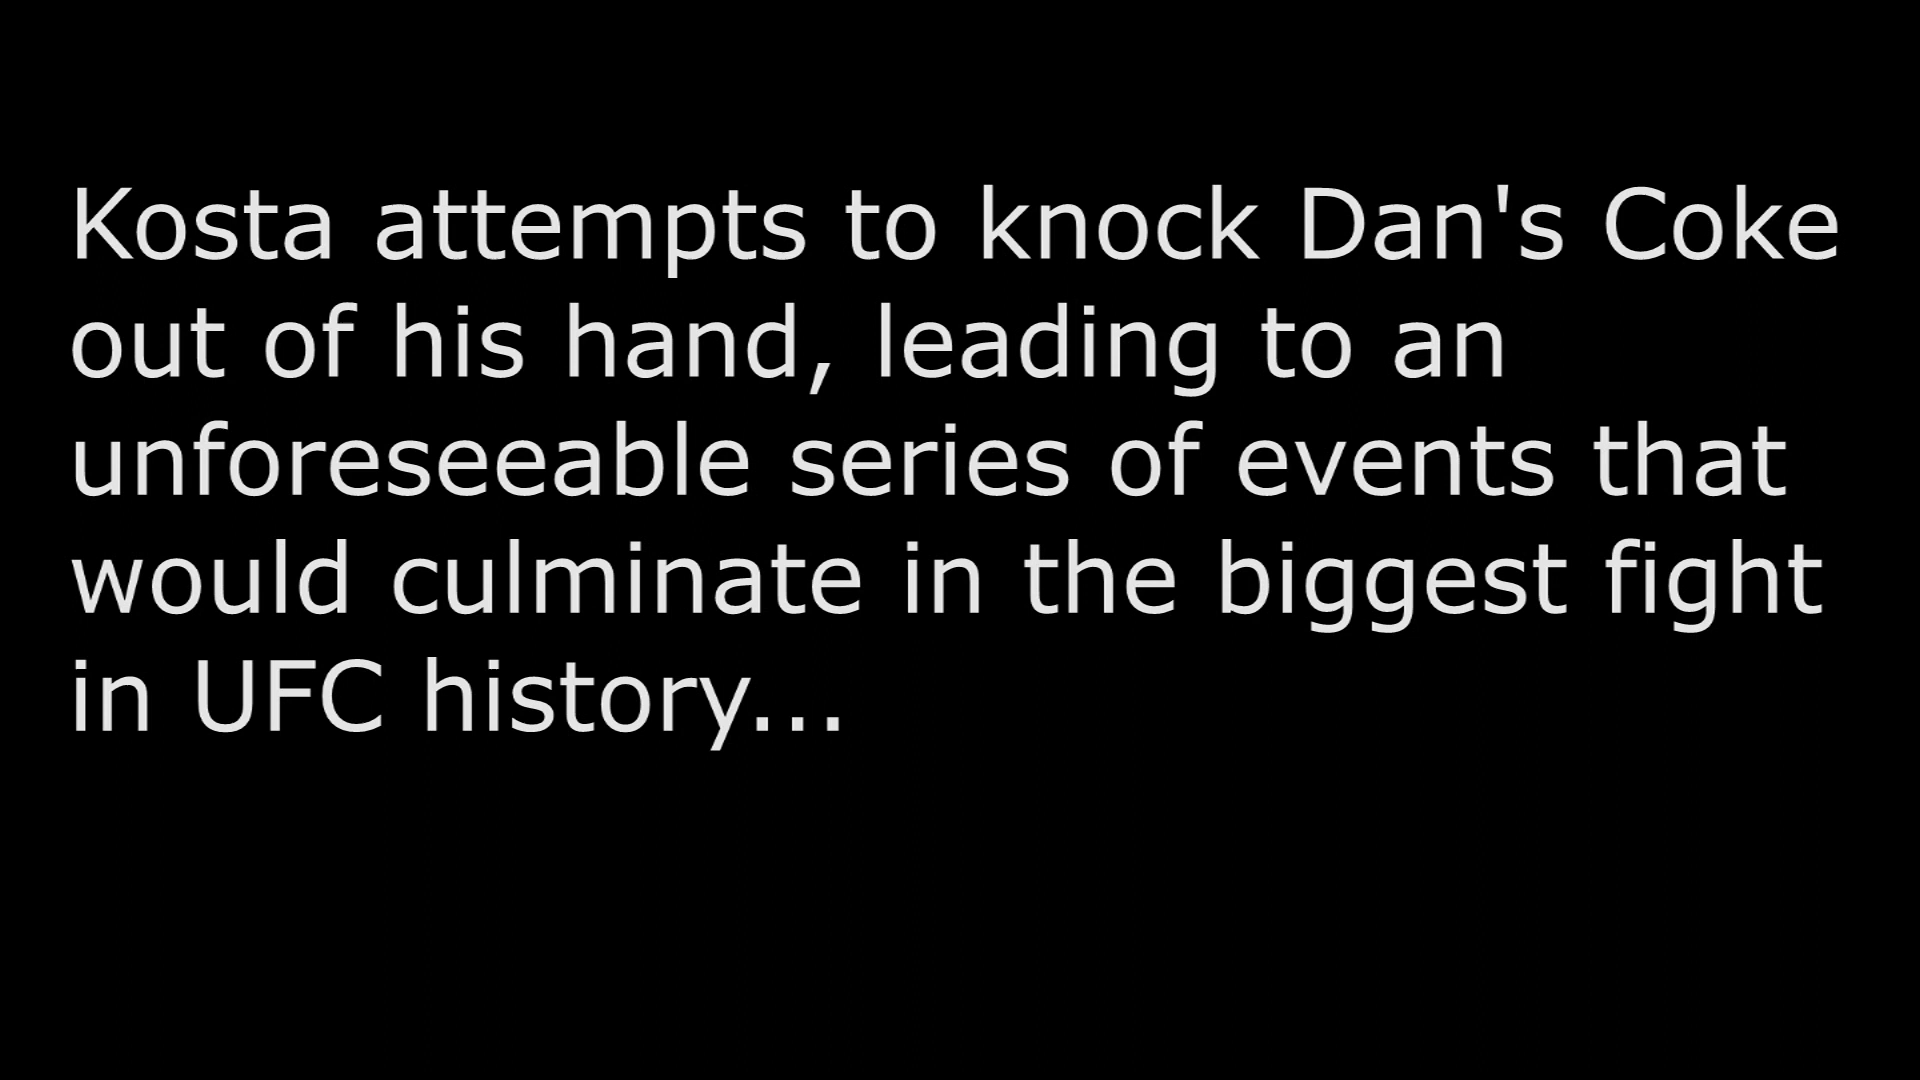 Kosta attempts to knock Dan's Coke
out of his hand, leading to an
unforeseeable series of events that
would culminate in the biggest fight
in UFC history...